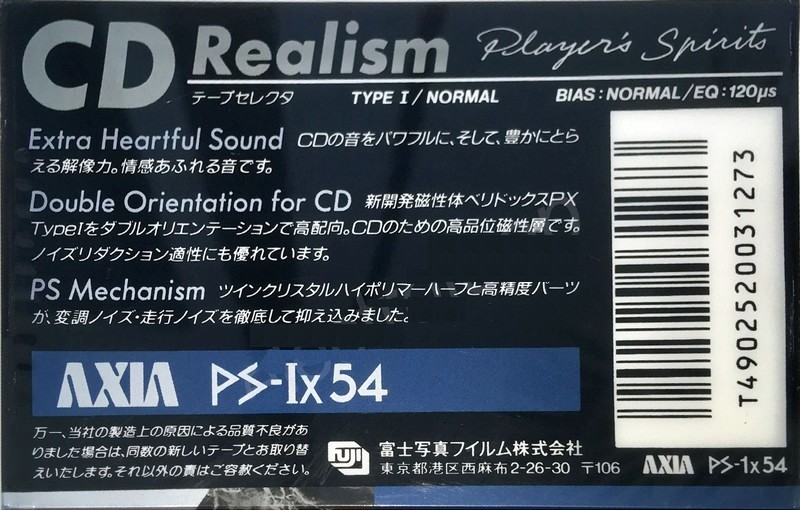 CD Realism Player's Spirits
テープセレクタ TYPE I / NORMAL BIAS : NORMAL / EQ : 120μs
Extra Heartful Sound CDの音をパワフルに、そして、豊かにとら
える解像力。情感あふれる音です。
Double Orientation for CD 新開発磁性体ベリドックスPX
TypeIをダブルオリエンテーションで高配向。CDのための高品位磁性層です。
ノイズリダクション適性にも優れています。
PS Mechanism ツインクリスタルハイポリマーハーフと高精度パーツ
が、変調ノイズ・走行ノイズを徹底して抑え込みました。
AXIA PS-Ix54
万一、当社の製造上の原因による品質不良があ
りました場合は、同数の新しいテープとお取り替
えいたします。それ以外の責はご容赦ください。
FUJI 富士写真フイルム株式会社
東京都港区西麻布2-26-30 〒106
T4902520031273
AXIA PS-1x54